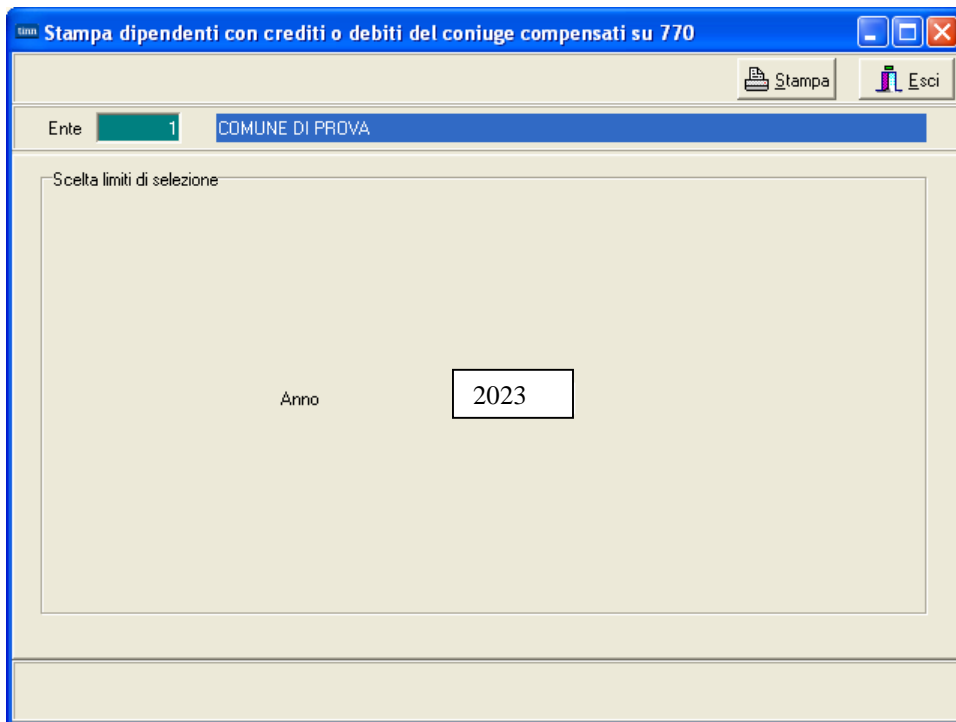 tinn Stampa dipendenti con crediti o debiti del coniuge compensati su 770
Stampa Esci
Ente 1 COMUNE DI PROVA
Scelta limiti di selezione
Anno 2023